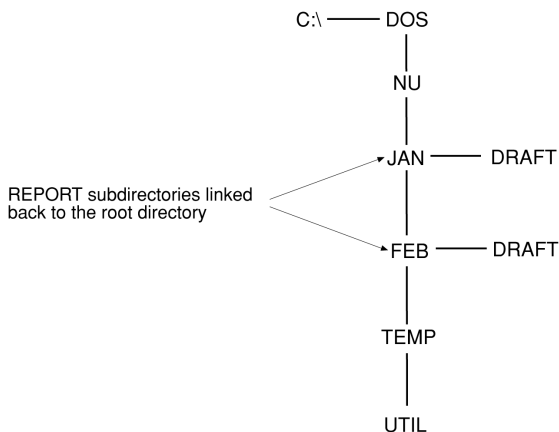 C:\ DOS
NU
JAN DRAFT
REPORT subdirectories linked
back to the root directory
FEB DRAFT
TEMP
UTIL